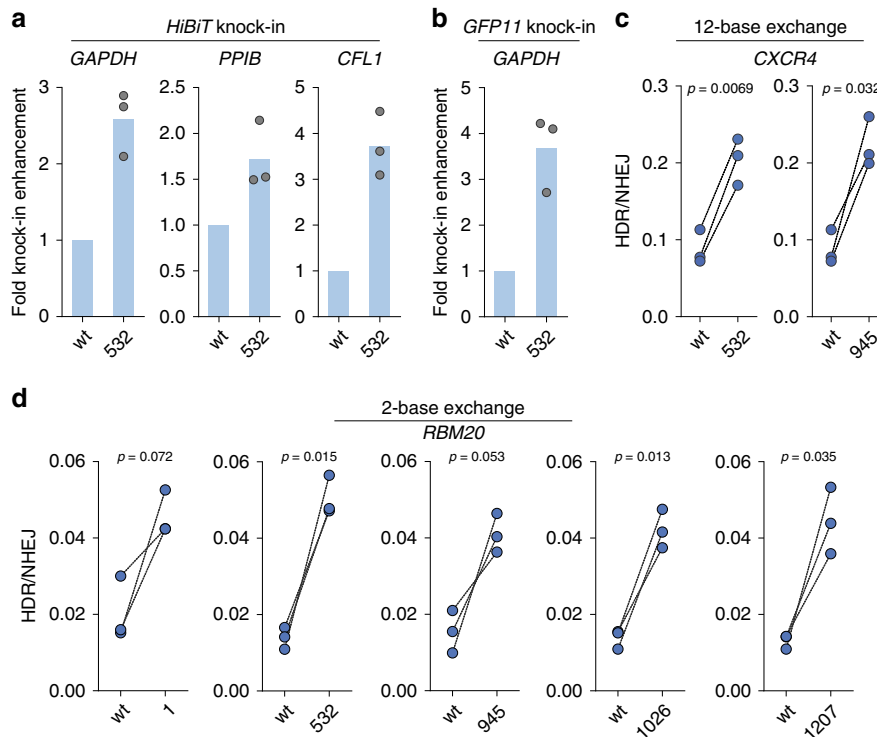 a
HiBiT knock-in
GAPDH
PPIB
CFL1
Fold knock-in enhancement
3
2
1
0
wt
532
2.5
2.0
1.5
1.0
0.5
0.0
wt
532
5
4
3
2
1
0
wt
532
b
GFP11 knock-in
GAPDH
Fold knock-in enhancement
5
4
3
2
1
0
wt
532
c
12-base exchange
CXCR4
HDR/NHEJ
0.3
0.2
0.1
0.0
p = 0.0069
wt
532
0.3
0.2
0.1
0.0
p = 0.032
wt
945
d
2-base exchange
RBM20
HDR/NHEJ
0.06
0.04
0.02
0.00
p = 0.072
wt
1
0.06
0.04
0.02
0.00
p = 0.015
wt
532
0.06
0.04
0.02
0.00
p = 0.053
wt
945
0.06
0.04
0.02
0.00
p = 0.013
wt
1026
0.06
0.04
0.02
0.00
p = 0.035
wt
1207